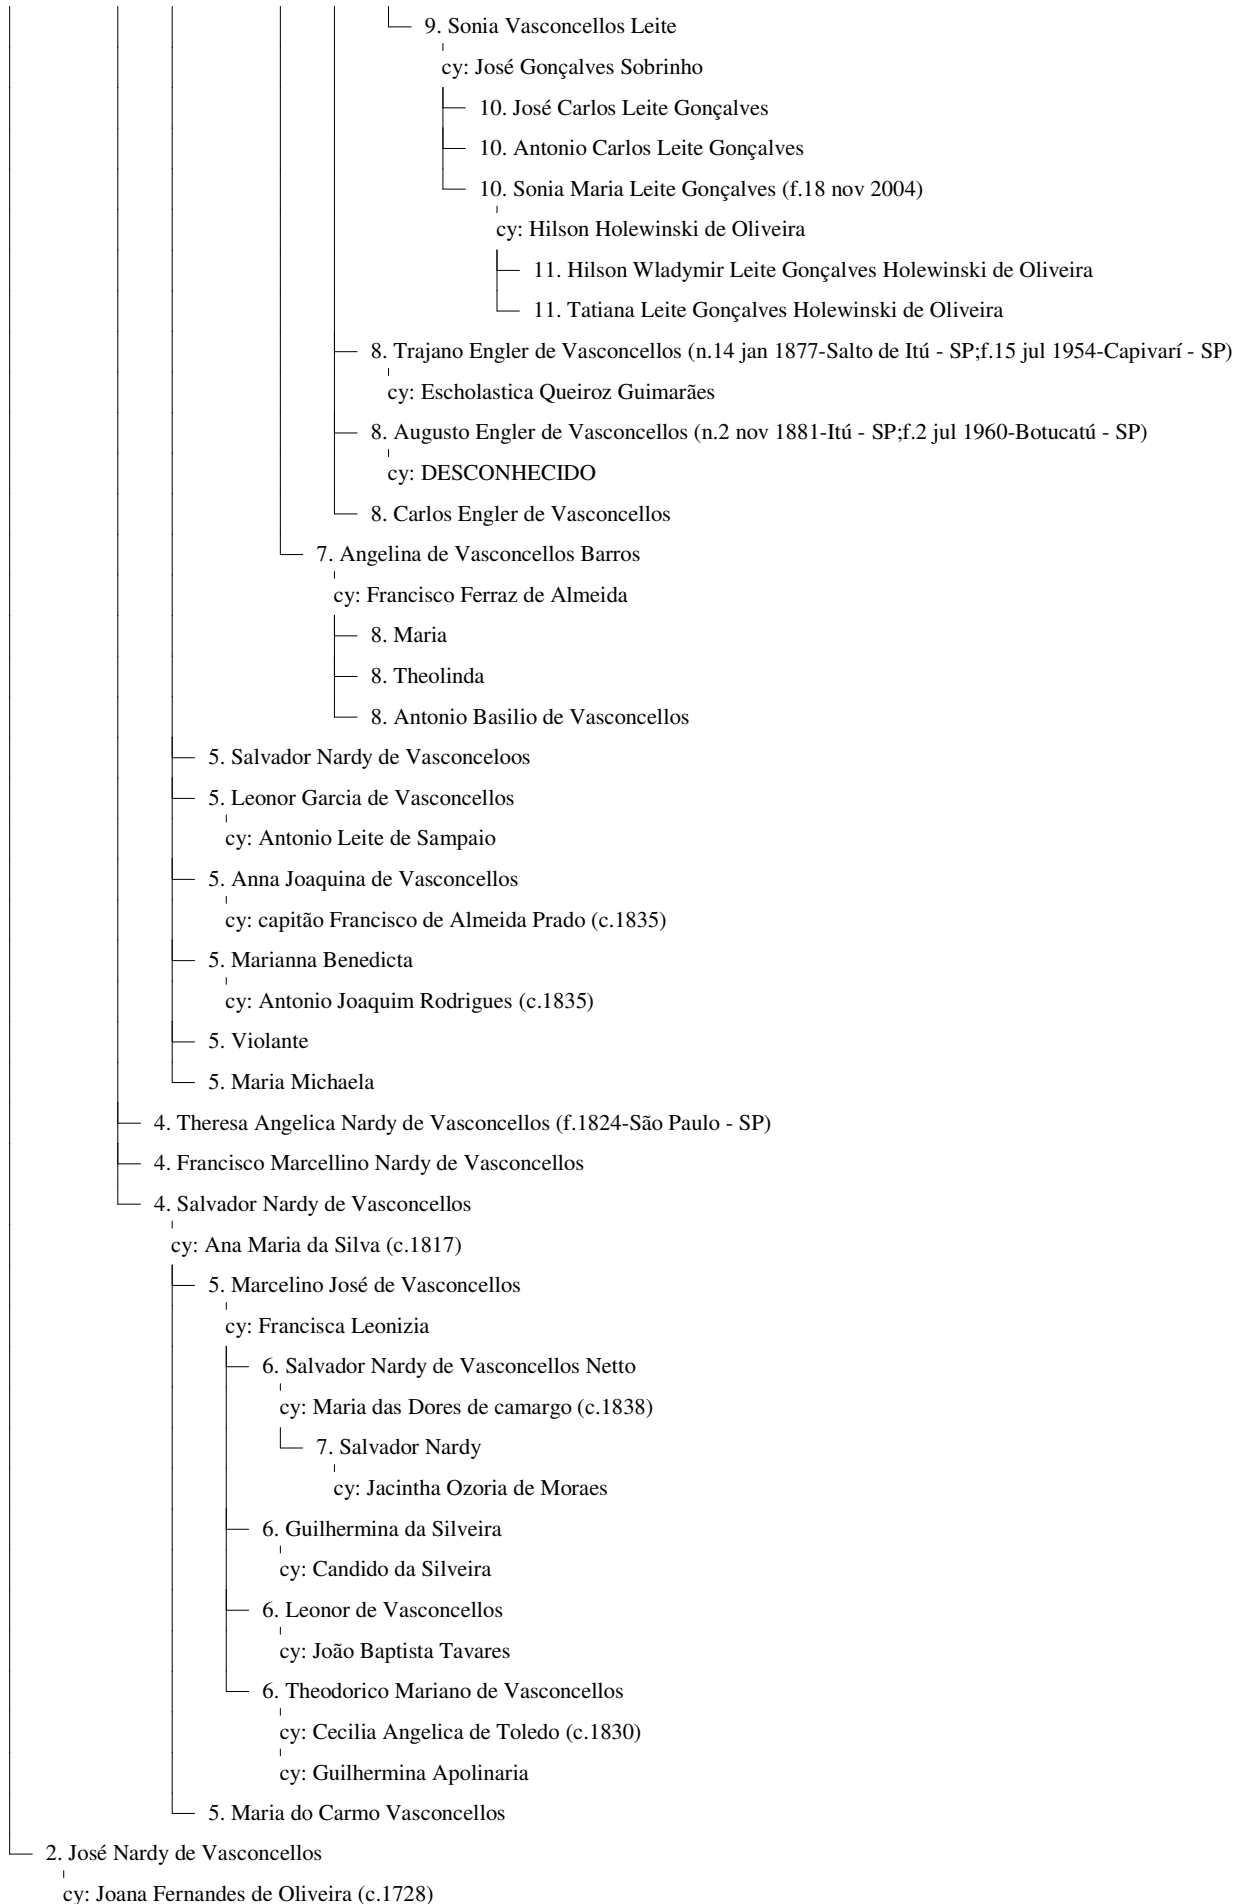 9. Sonia Vasconcellos Leite
cy: José Gonçalves Sobrinho
10. José Carlos Leite Gonçalves
10. Antonio Carlos Leite Gonçalves
10. Sonia Maria Leite Gonçalves (f.18 nov 2004)
cy: Hilson Holewinski de Oliveira
11. Hilson Wladymir Leite Gonçalves Holewinski de Oliveira
11. Tatiana Leite Gonçalves Holewinski de Oliveira
8. Trajano Engler de Vasconcellos (n.14 jan 1877-Salto de Itú - SP;f.15 jul 1954-Capivarí - SP)
cy: Escholastica Queiroz Guimarães
8. Augusto Engler de Vasconcellos (n.2 nov 1881-Itú - SP;f.2 jul 1960-Botucatú - SP)
cy: DESCONHECIDO
8. Carlos Engler de Vasconcellos
7. Angelina de Vasconcellos Barros
cy: Francisco Ferraz de Almeida
8. Maria
8. Theolinda
8. Antonio Basilio de Vasconcellos
5. Salvador Nardy de Vasconceloos
5. Leonor Garcia de Vasconcellos
cy: Antonio Leite de Sampaio
5. Anna Joaquina de Vasconcellos
cy: capitão Francisco de Almeida Prado (c.1835)
5. Marianna Benedicta
cy: Antonio Joaquim Rodrigues (c.1835)
5. Violante
5. Maria Michaela
4. Theresa Angelica Nardy de Vasconcellos (f.1824-São Paulo - SP)
4. Francisco Marcellino Nardy de Vasconcellos
4. Salvador Nardy de Vasconcellos
cy: Ana Maria da Silva (c.1817)
5. Marcelino José de Vasconcellos
cy: Francisca Leonizia
6. Salvador Nardy de Vasconcellos Netto
cy: Maria das Dores de camargo (c.1838)
7. Salvador Nardy
cy: Jacintha Ozoria de Moraes
6. Guilhermina da Silveira
cy: Candido da Silveira
6. Leonor de Vasconcellos
cy: João Baptista Tavares
6. Theodorico Mariano de Vasconcellos
cy: Cecilia Angelica de Toledo (c.1830)
cy: Guilhermina Apolinaria
5. Maria do Carmo Vasconcellos
2. José Nardy de Vasconcellos
cy: Joana Fernandes de Oliveira (c.1728)